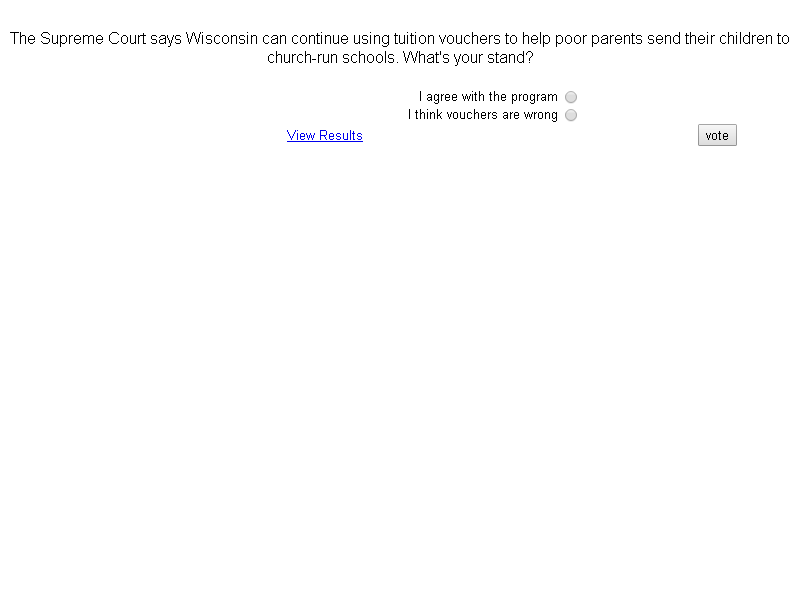 The Supreme Court says Wisconsin can continue using tuition vouchers to help poor parents send their children to
church-run schools. What's your stand?
I agree with the program
I think vouchers are wrong
View Results
vote